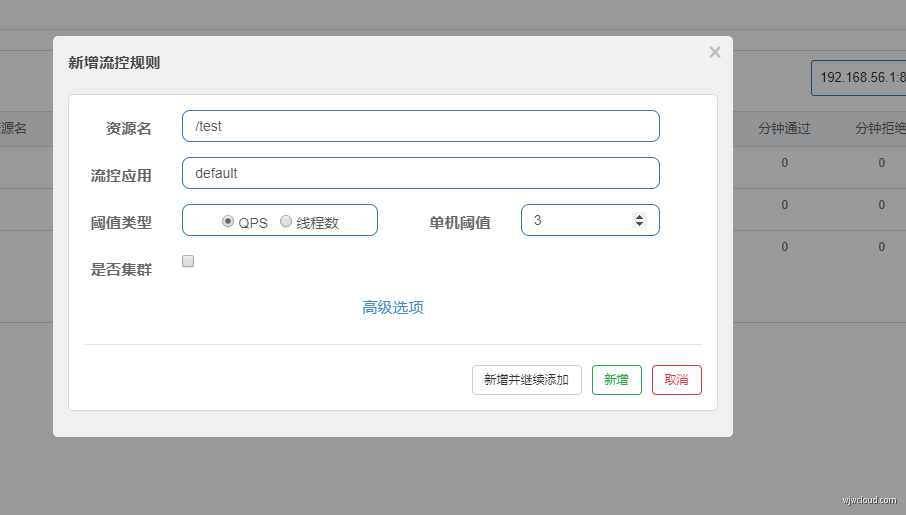 新增流控规则
×
192.168.56.1:8
源名
分钟通过
分钟拒绝
资源名
/test
流控应用
default
阈值类型
QPS
线程数
单机阈值
3
是否集群
高级选项
新增并继续添加
新增
取消
0
0
0
0
0
0
wjwcloud.com